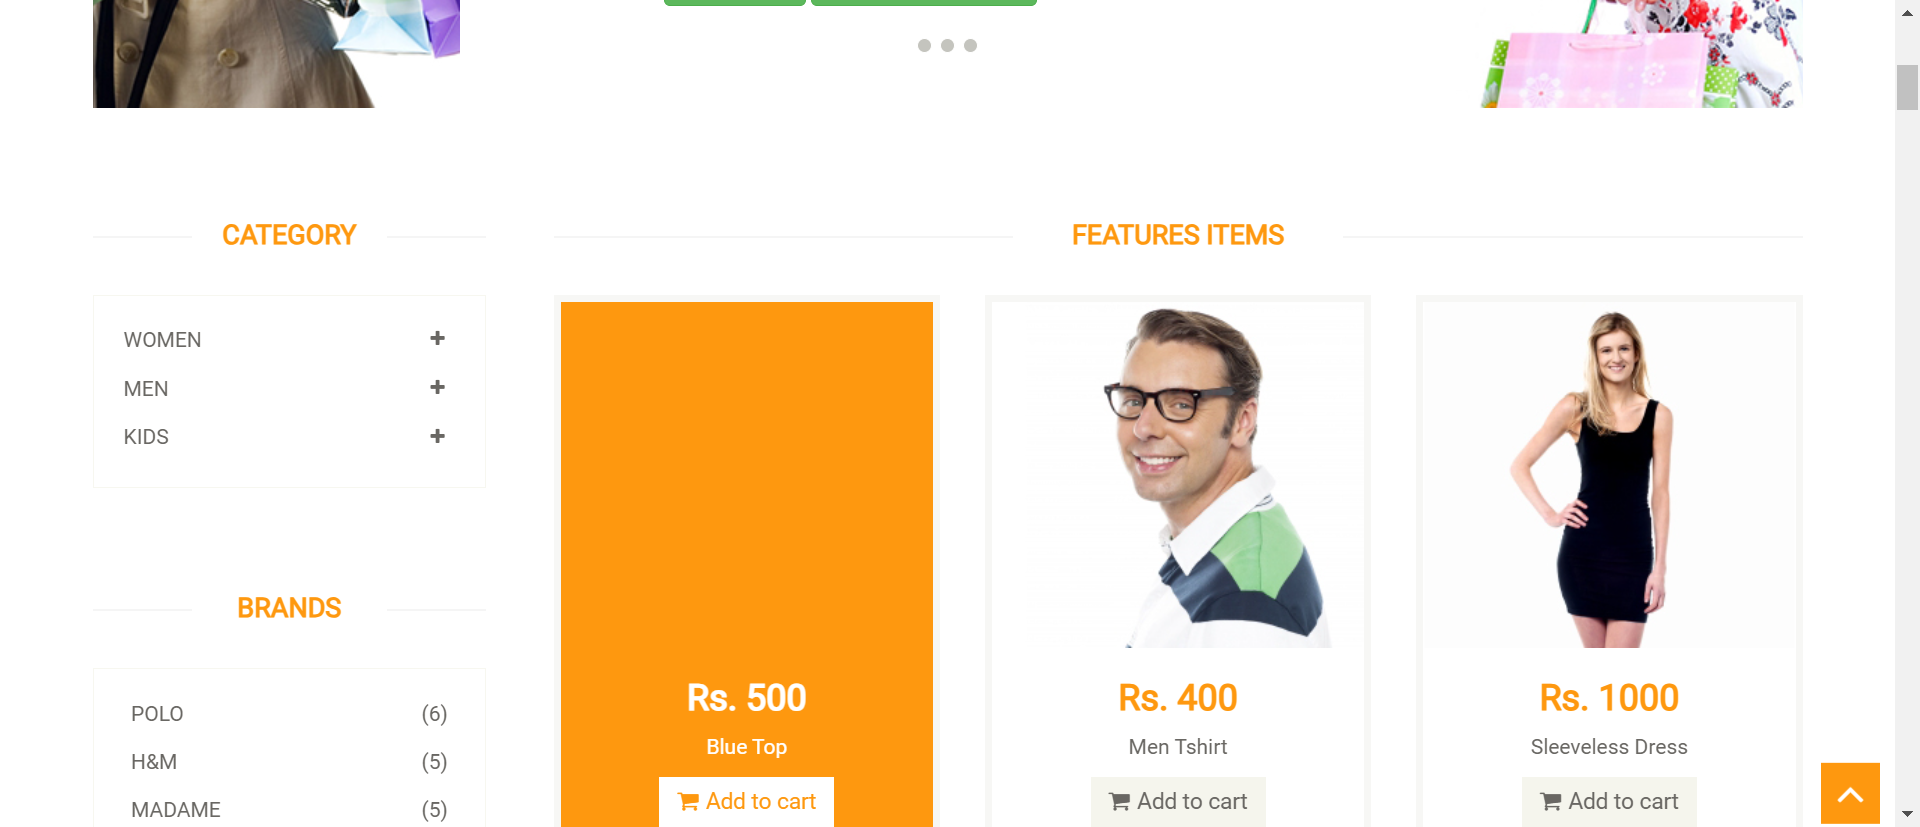 CATEGORY
WOMEN
MEN
KIDS
BRANDS
POLO (6)
H&M (5)
MADAME (5)
FEATURES ITEMS
Rs. 500
Blue Top
Add to cart
Rs. 400
Men Tshirt
Add to cart
Rs. 1000
Sleeveless Dress
Add to cart